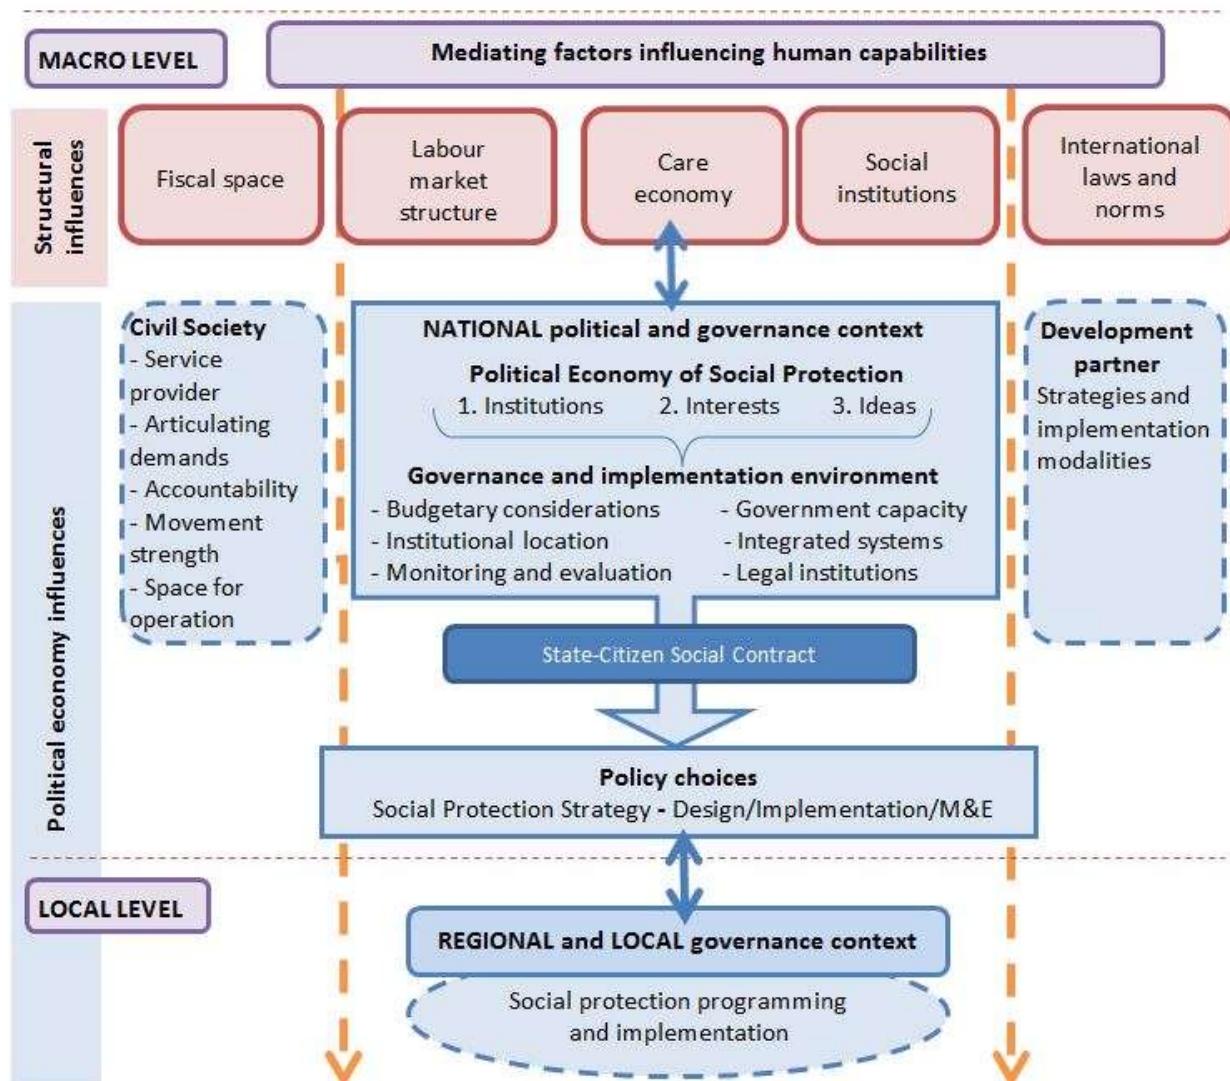 MACRO LEVEL
Mediating factors influencing human capabilities
Structural
influences
Fiscal space
Labour
market
structure
Care
economy
Social
institutions
International
laws and
norms
Political economy influences
Civil Society
- Service
provider
- Articulating
demands
- Accountability
- Movement
strength
- Space for
operation
NATIONAL political and governance context
Political Economy of Social Protection
1. Institutions 2. Interests 3. Ideas
Governance and implementation environment
- Budgetary considerations
- Institutional location
- Monitoring and evaluation
- Government capacity
- Integrated systems
- Legal institutions
Development
partner
Strategies and
implementation
modalities
State-Citizen Social Contract
Policy choices
Social Protection Strategy - Design/Implementation/M&E
LOCAL LEVEL
REGIONAL and LOCAL governance context
Social protection programming
and implementation